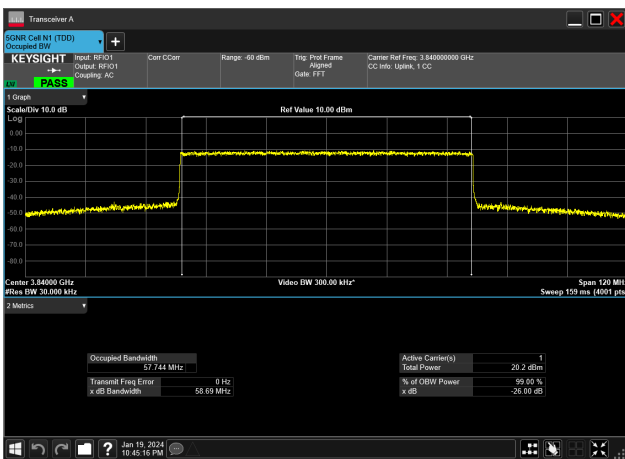 Transceiver A
5GNR Cell N1 (TDD)
Occupied BW
KEYSIGHT
PASS
Input: RFIO1
Output: RFIO1
Coupling: AC
Corr CCorr
Range: -60 dBm
Trig: Prot Frame
Aligned
Gate: FFT
Carrier Ref Freq: 3.840000000 GHz
CC Info: Uplink, 1 CC
1 Graph
Scale/Div 10.0 dB
Ref Value 10.00 dBm
Log
0.00
-10.0
-20.0
-30.0
-40.0
-50.0
-60.0
-70.0
-80.0
Center 3.84000 GHz
Video BW 300.00 kHz*
Span 120 MHz
#Res BW 30.000 kHz
Sweep 159 ms (4001 pts
2 Metrics
Occupied Bandwidth
57.744 MHz
Transmit Freq Error 0 Hz
x dB Bandwidth 58.69 MHz
Active Carrier(s) 1
Total Power 20.2 dBm
% of OBW Power 99.00 %
x dB -26.00 dB
Jan 19, 2024
10:45:16 PM